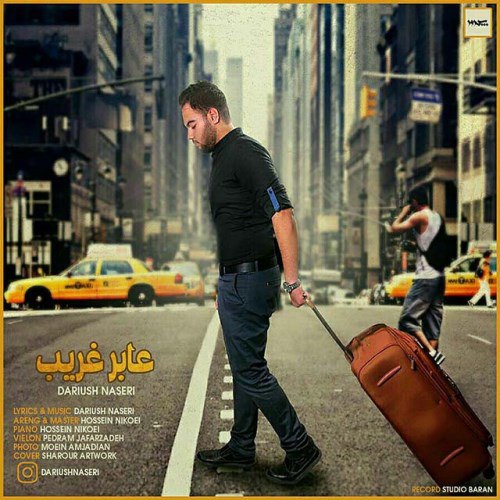 عابر غریب
DARIUSH NASERI
LYRICS & MUSIC DARIUSH NASERI
ARENG & MASTER HOSSEIN NIKOEI
PIANO HOSSEIN NIKOEI
VIELON PEDRAM JAFARZADEH
PHOTO MOEIN AMJADIAN
COVER SHAROUR ARTWORK
DARIUSHNASERI
RECORD STUDIO BARAN